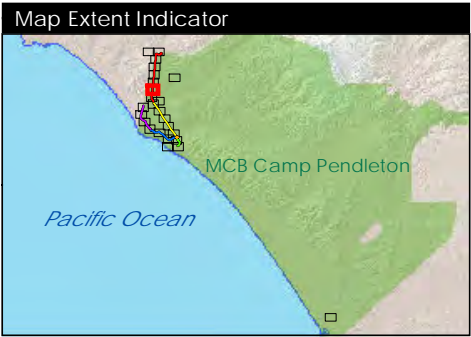 Map Extent Indicator
MCB Camp Pendleton
Pacific Ocean